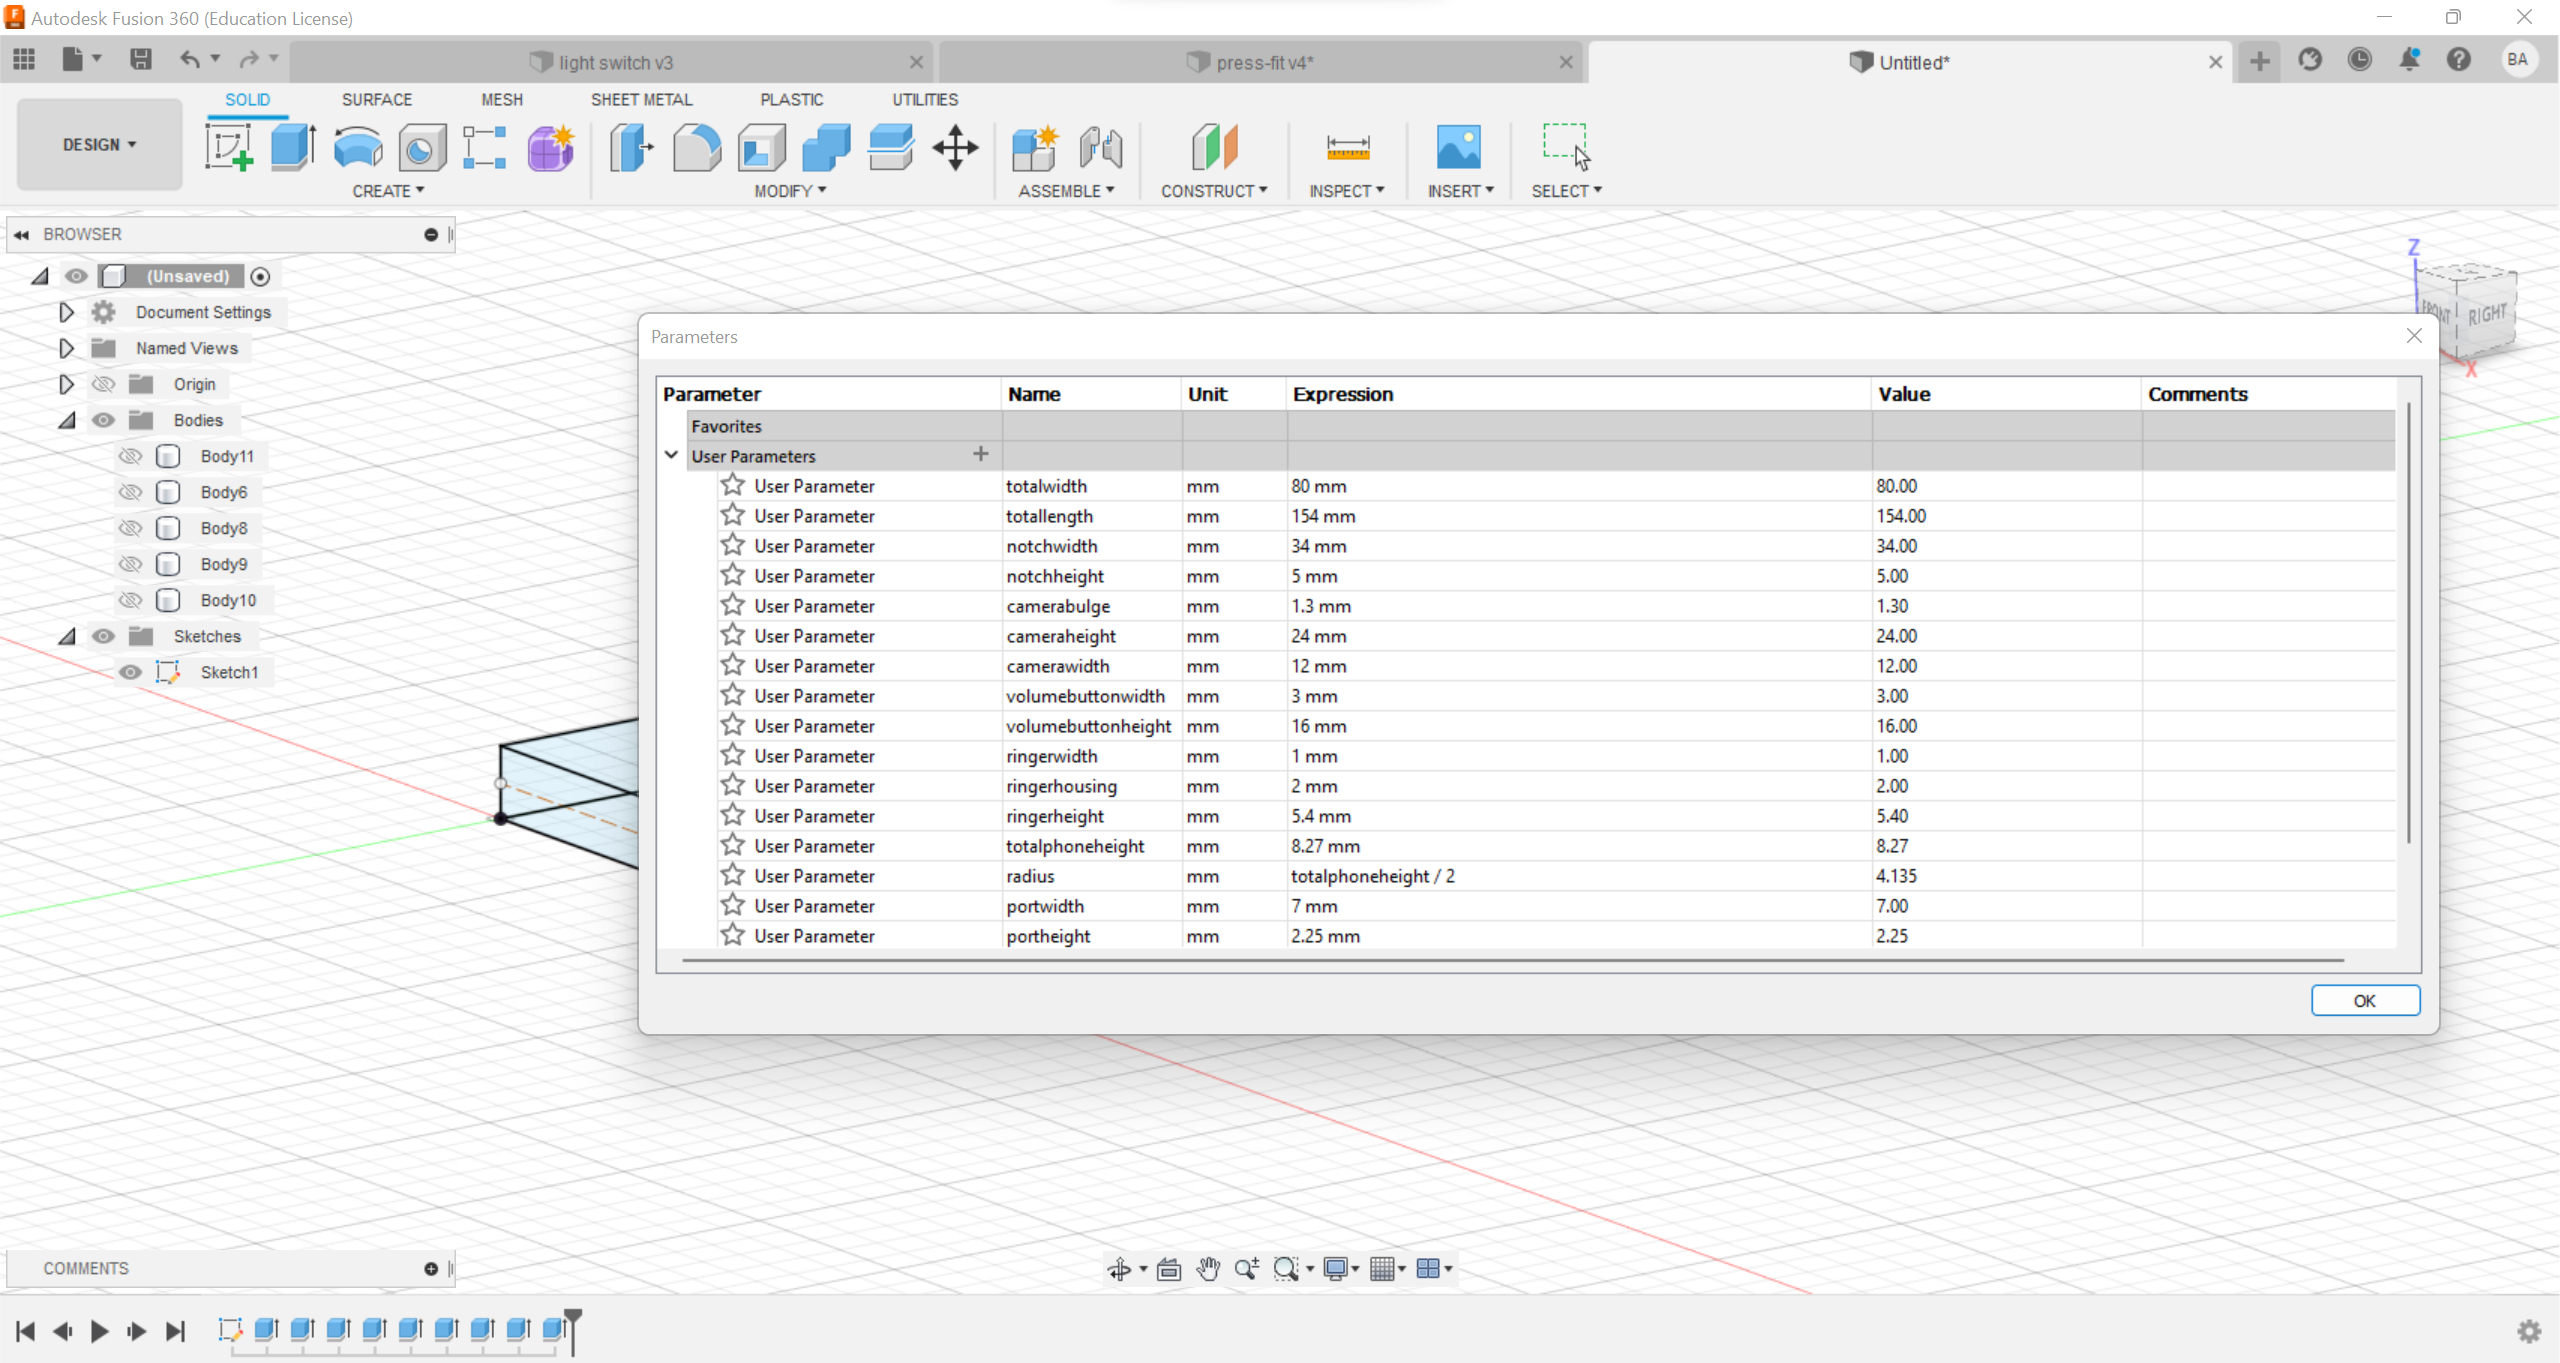 Autodesk Fusion 360 (Education License)
light switch v3
press-fit v4*
Untitled*
BA
DESIGN
SOLID SURFACE MESH SHEET METAL PLASTIC UTILITIES
CREATE MODIFY ASSEMBLE CONSTRUCT INSPECT INSERT SELECT
BROWSER
(Unsaved)
Document Settings
Named Views
Origin
Bodies
Body11
Body6
Body8
Body9
Body10
Sketches
Sketch1
Z
FRONT RIGHT
X
Parameters
Parameter Name Unit Expression Value Comments
Favorites
User Parameters +
User Parameter totalwidth mm 80 mm 80.00
User Parameter totallength mm 154 mm 154.00
User Parameter notchwidth mm 34 mm 34.00
User Parameter notchheight mm 5 mm 5.00
User Parameter camerabulge mm 1.3 mm 1.30
User Parameter cameraheight mm 24 mm 24.00
User Parameter camerawidth mm 12 mm 12.00
User Parameter volumebuttonwidth mm 3 mm 3.00
User Parameter volumebuttonheight mm 16 mm 16.00
User Parameter ringerwidth mm 1 mm 1.00
User Parameter ringerhousing mm 2 mm 2.00
User Parameter ringerheight mm 5.4 mm 5.40
User Parameter totalphoneheight mm 8.27 mm 8.27
User Parameter radius mm totalphoneheight / 2 4.135
User Parameter portwidth mm 7 mm 7.00
User Parameter portheight mm 2.25 mm 2.25
OK
COMMENTS